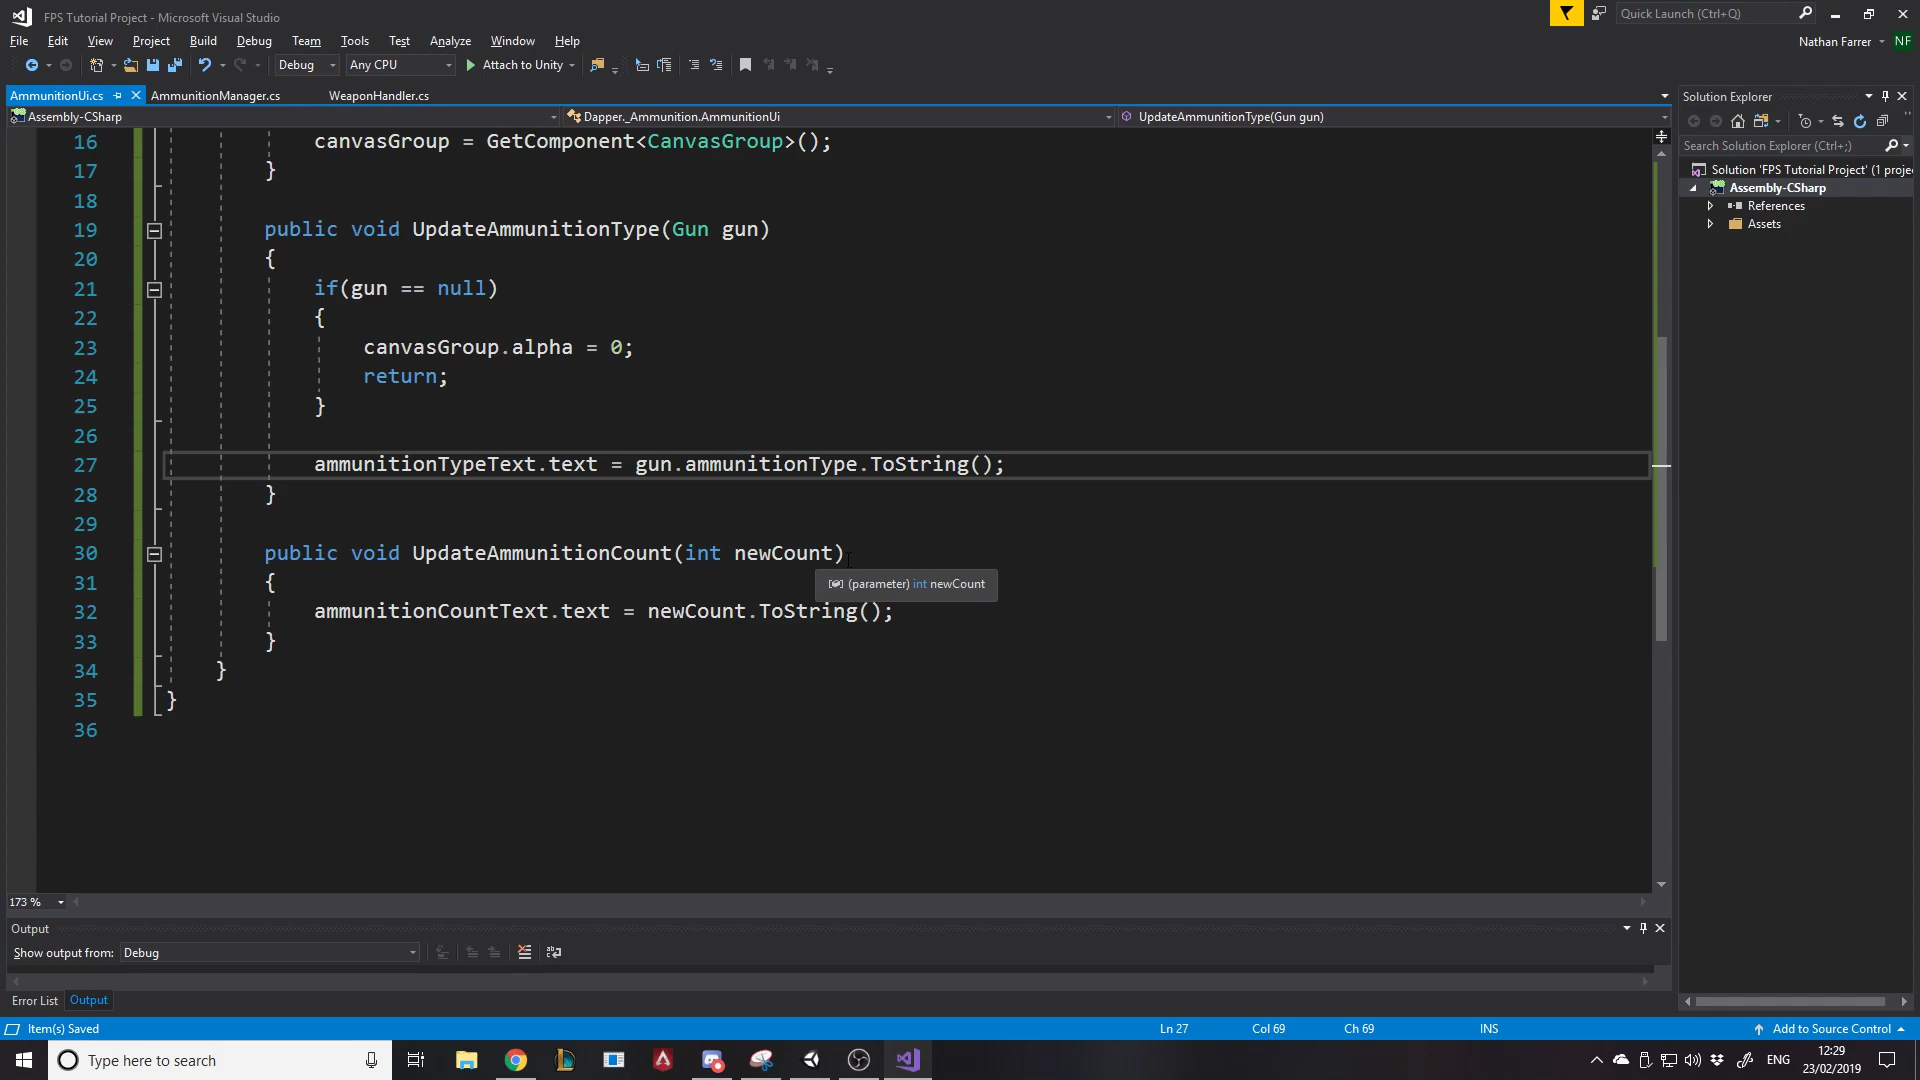 FPS Tutorial Project - Microsoft Visual Studio
Quick Launch (Ctrl+Q)
File Edit View Project Build Debug Team Tools Test Analyze Window Help
Nathan Farrer NF
Debug Any CPU Attach to Unity
AmmunitionUi.cs AmmunitionManager.cs WeaponHandler.cs
Assembly-CSharp Dapper._Ammunition.AmmunitionUi UpdateAmmunitionType(Gun gun)
16 canvasGroup = GetComponent<CanvasGroup>();
17 }
18
19 public void UpdateAmmunitionType(Gun gun)
20 {
21 if(gun == null)
22 {
23 canvasGroup.alpha = 0;
24 return;
25 }
26
27 ammunitionTypeText.text = gun.ammunitionType.ToString();
28 }
29
30 public void UpdateAmmunitionCount(int newCount)
31 {
(parameter) int newCount
32 ammunitionCountText.text = newCount.ToString();
33 }
34 }
35 }
36
173 %
Output
Show output from: Debug
Error List Output
Solution Explorer
Search Solution Explorer (Ctrl+;)
Solution 'FPS Tutorial Project' (1 proje
Assembly-CSharp
References
Assets
Item(s) Saved Ln 27 Col 69 Ch 69 INS Add to Source Control
Type here to search
ENG
12:29
23/02/2019